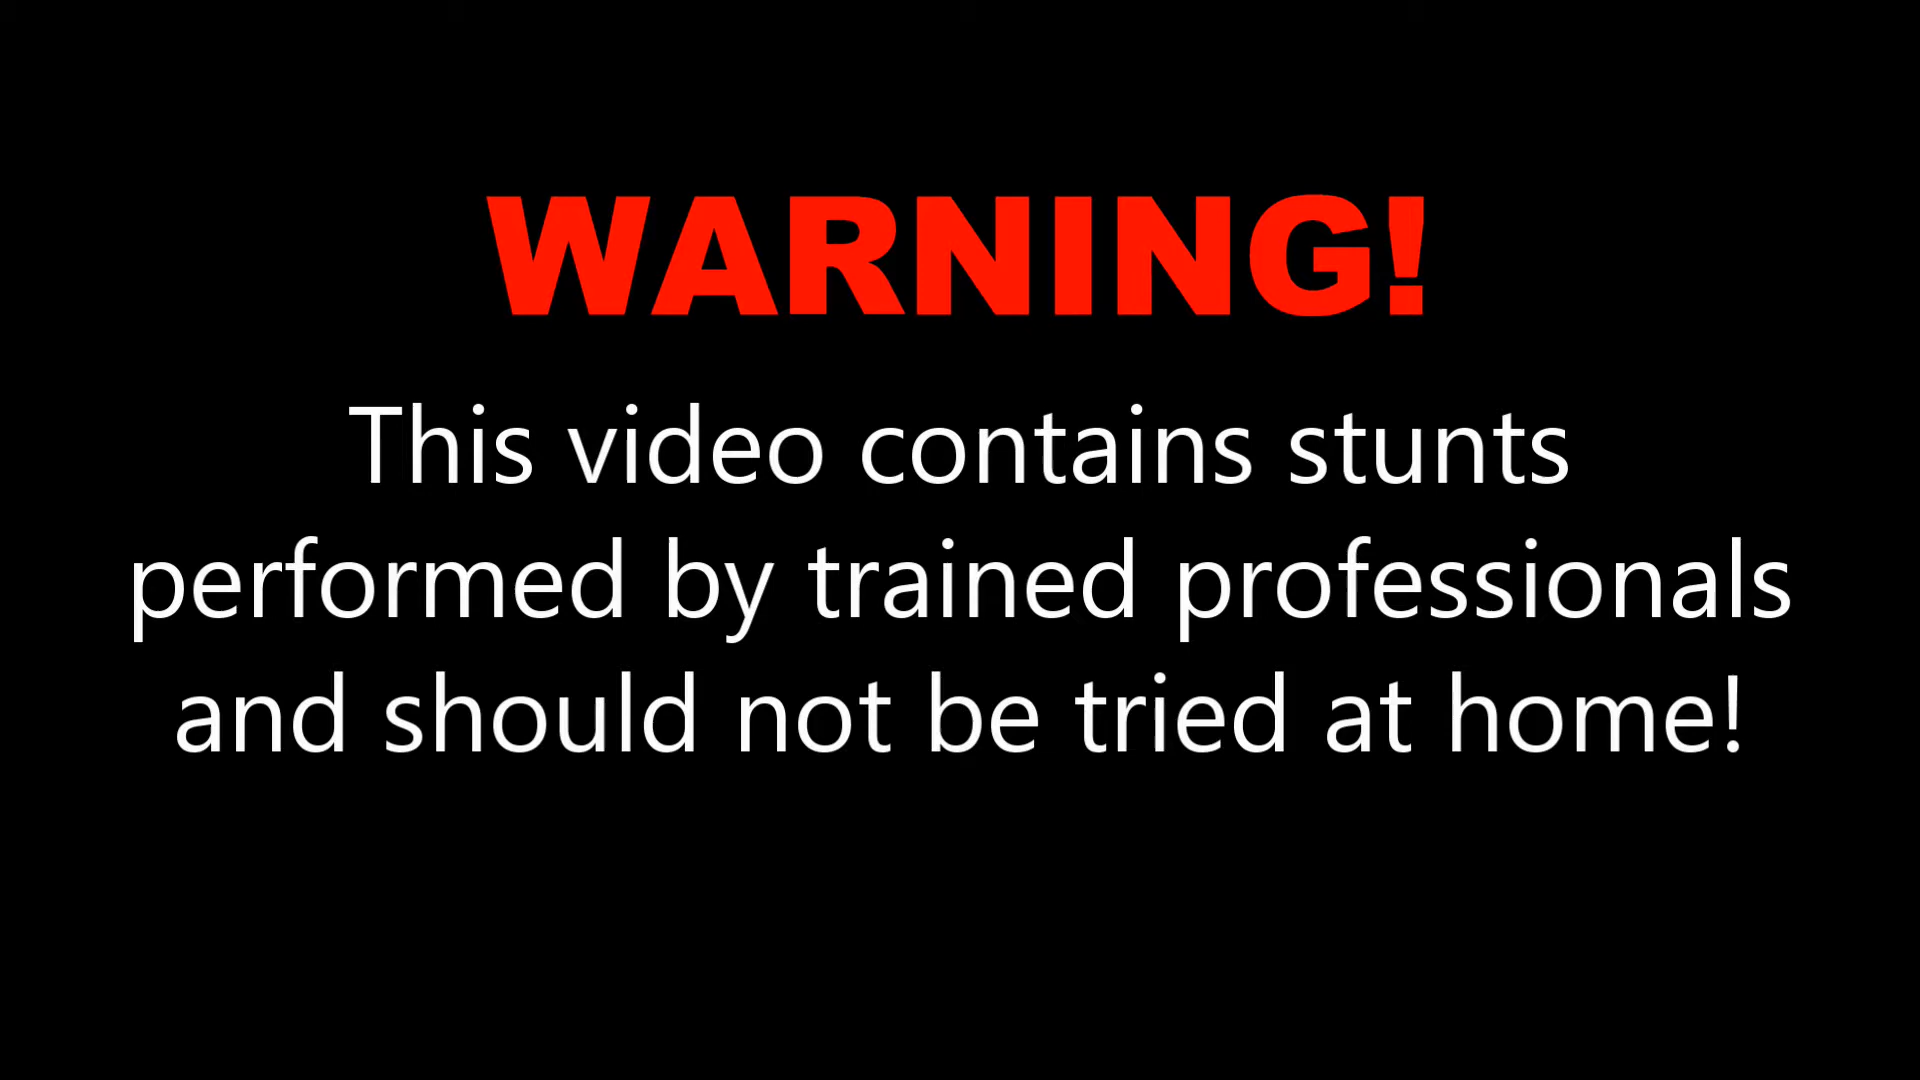 WARNING!
This video contains stunts
performed by trained professionals
and should not be tried at home!